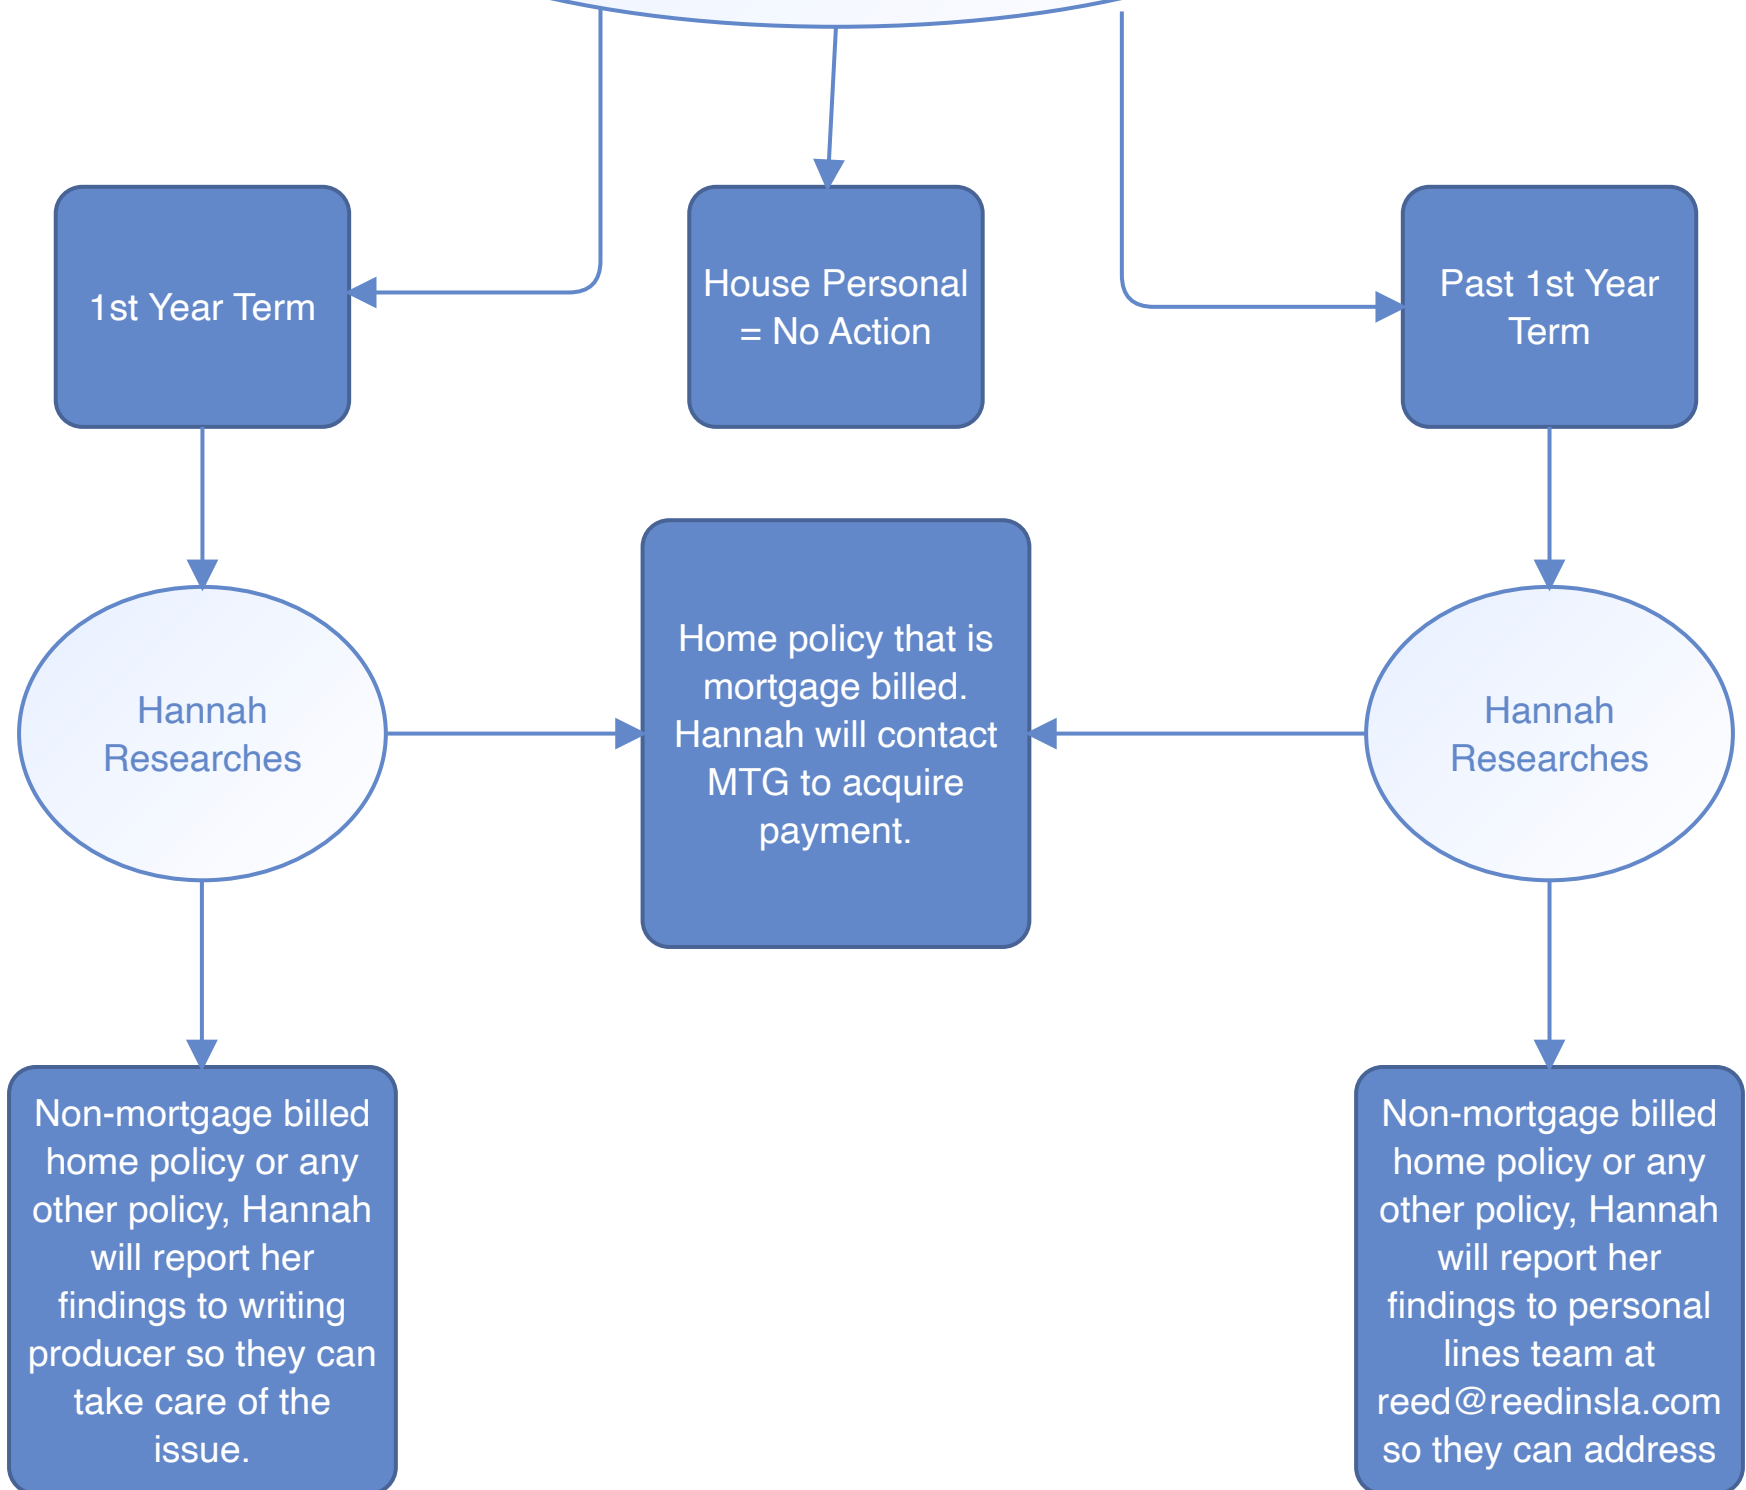 1st Year Term
House Personal
= No Action
Past 1st Year
Term
Hannah
Researches
Home policy that is
mortgage billed.
Hannah will contact
MTG to acquire
payment.
Hannah
Researches
Non-mortgage billed
home policy or any
other policy, Hannah
will report her
findings to writing
producer so they can
take care of the
issue.
Non-mortgage billed
home policy or any
other policy, Hannah
will report her
findings to personal
lines team at
reed@reedinsla.com
so they can address